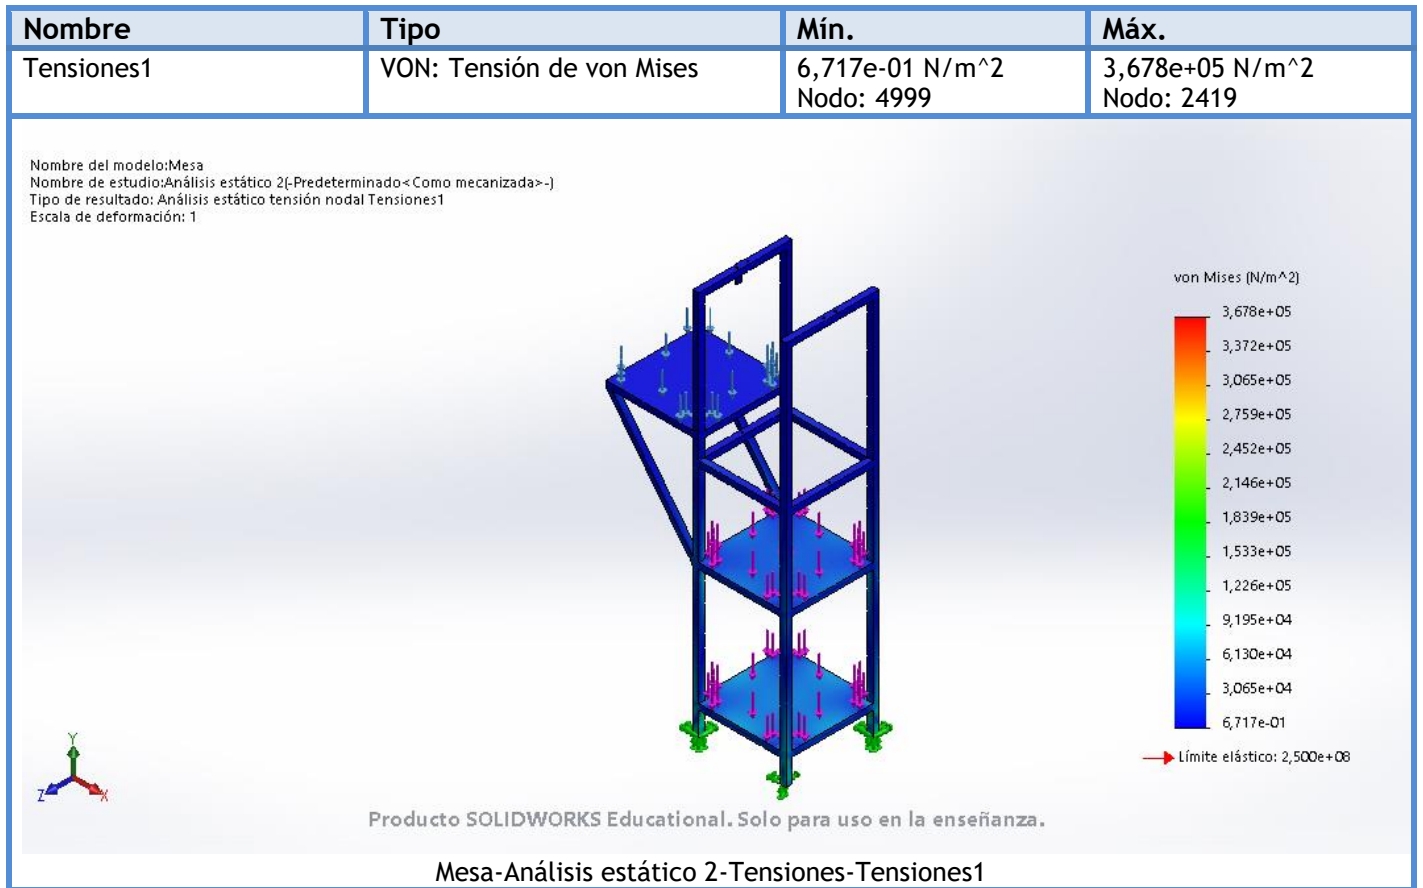 Nombre Tipo Mín. Máx.
Tensiones1 VON: Tensión de von Mises 6,717e-01 N/m^2 3,678e+05 N/m^2
Nodo: 4999 Nodo: 2419
Nombre del modelo:Mesa
Nombre de estudio:Análisis estático 2(-Predeterminado<Como mecanizada>-)
Tipo de resultado: Análisis estático tensión nodal Tensiones1
Escala de deformación: 1
von Mises (N/m^2)
3,678e+05
3,372e+05
3,065e+05
2,759e+05
2,452e+05
2,146e+05
1,839e+05
1,533e+05
1,226e+05
9,195e+04
6,130e+04
3,065e+04
6,717e-01
Límite elástico: 2,500e+08
Y
Z X
Producto SOLIDWORKS Educational. Solo para uso en la enseñanza.
Mesa-Análisis estático 2-Tensiones-Tensiones1